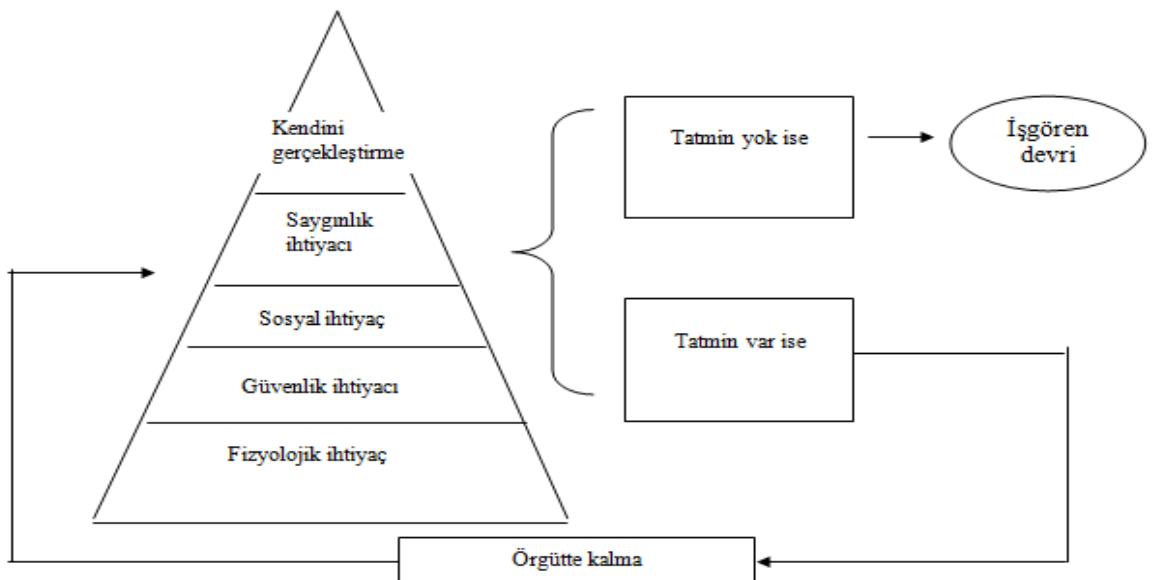 Kendini
gerçekleştirme
Saygınlık
ihtiyacı
Sosyal ihtiyaç
Güvenlik ihtiyacı
Fizyolojik ihtiyaç
Tatmin yok ise
İşgören
devri
Tatmin var ise
Örgütte kalma